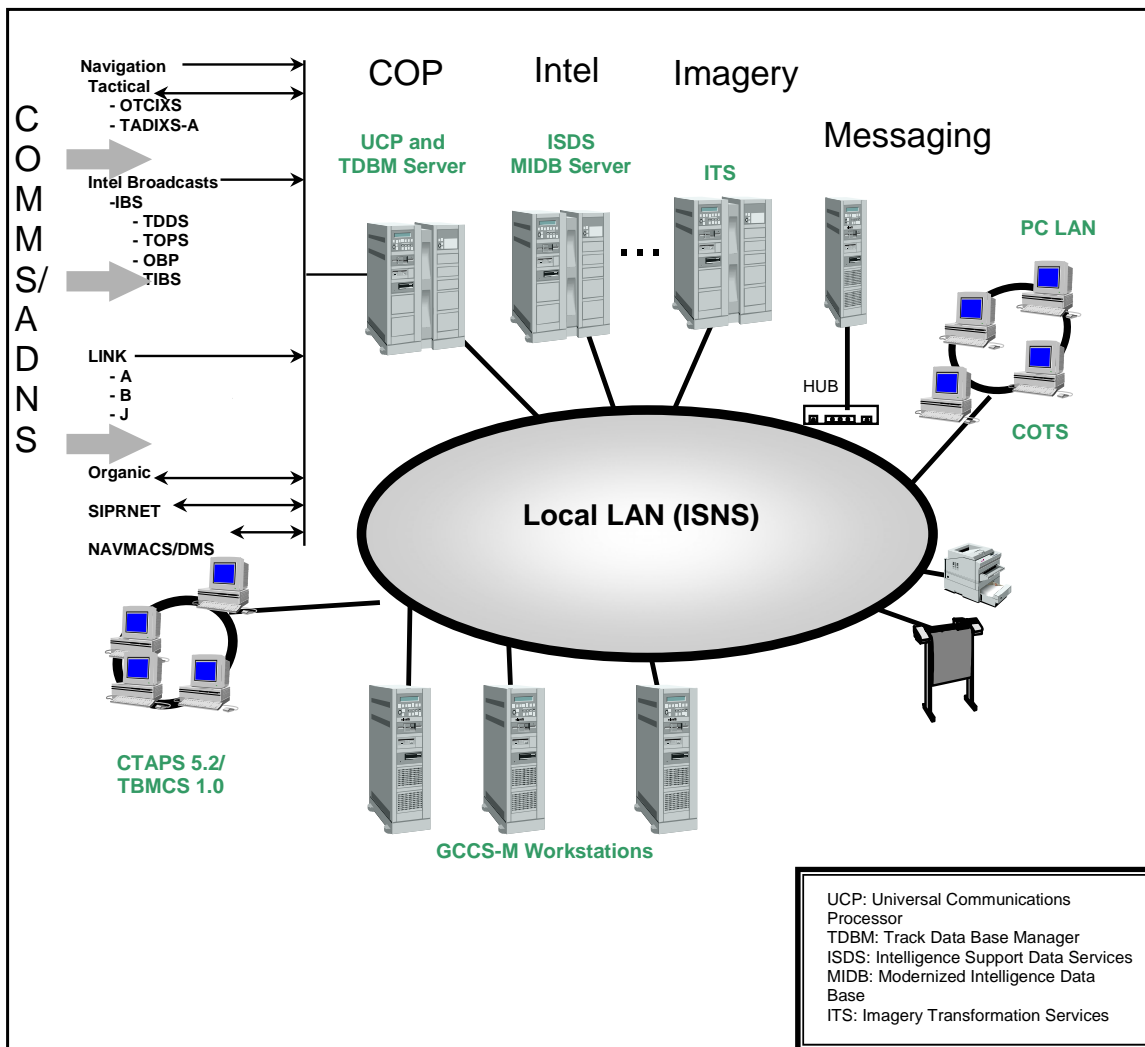 COMMS/ADNS
Navigation
Tactical
- OTCIXS
- TADIXS-A
Intel Broadcasts
-IBS
- TDDS
- TOPS
- OBP
- TIBS
LINK
- A
- B
- J
Organic
SIPRNET
NAVMACS/DMS
COP
UCP and
TDBM Server
Intel
ISDS
MIDB Server
...
Imagery
ITS
Messaging
HUB
PC LAN
COTS
Local LAN (ISNS)
CTAPS 5.2/
TBMCS 1.0
GCCS-M Workstations
UCP: Universal Communications
Processor
TDBM: Track Data Base Manager
ISDS: Intelligence Support Data Services
MIDB: Modernized Intelligence Data
Base
ITS: Imagery Transformation Services